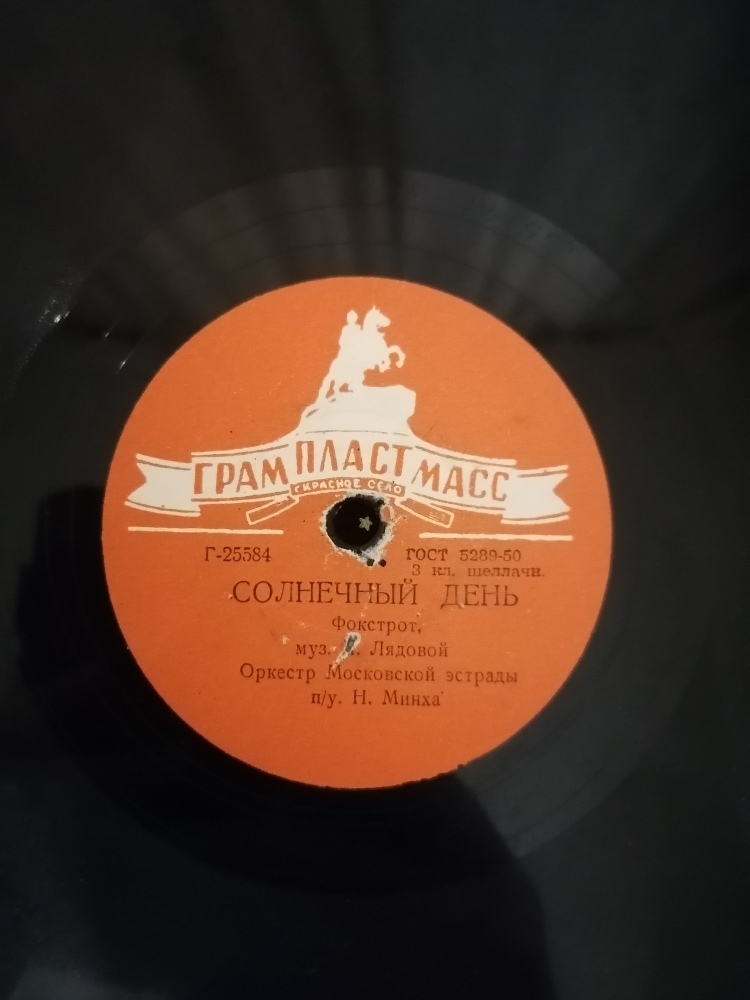 ГРАМПЛАСТМАСС
г. КРАСНОЕ СЕЛО
Г-25584
ГОСТ 5289-50
3 кл. шеллачн.
СОЛНЕЧНЫЙ ДЕНЬ
Фокстрот,
муз. Лядовой
Оркестр Московской эстрады
п/у. Н. Минха